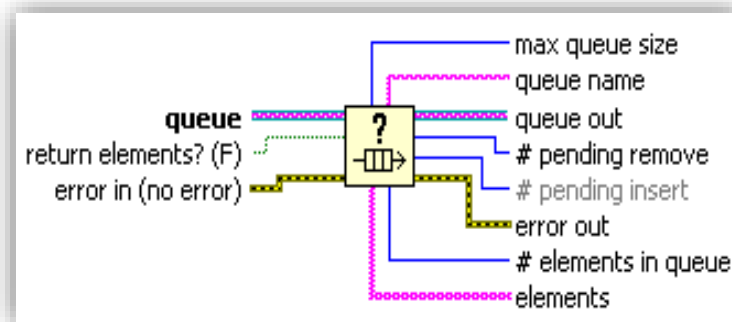 max queue size
queue name
queue
queue out
return elements? (F)
# pending remove
error in (no error)
# pending insert
error out
# elements in queue
elements
?